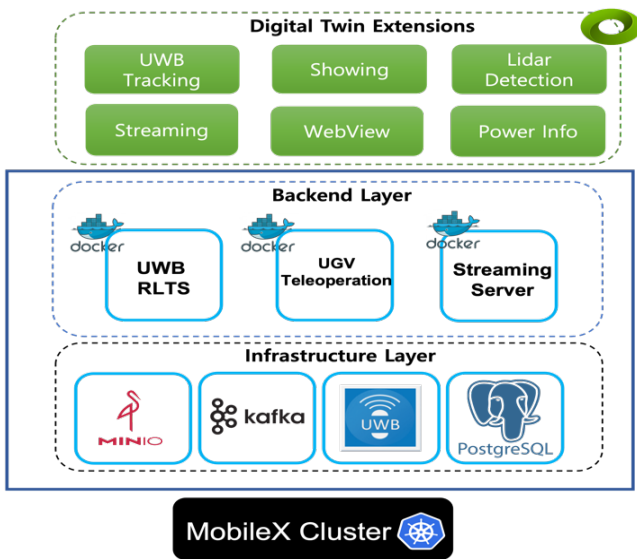 Digital Twin Extensions
UWB
Tracking
Showing
Lidar
Detection
Streaming
WebView
Power Info
Backend Layer
docker
docker
docker
UWB
RLTS
UGV
Teleoperation
Streaming
Server
Infrastructure Layer
MINIO
kafka
UWB
PostgreSQL
MobileX Cluster